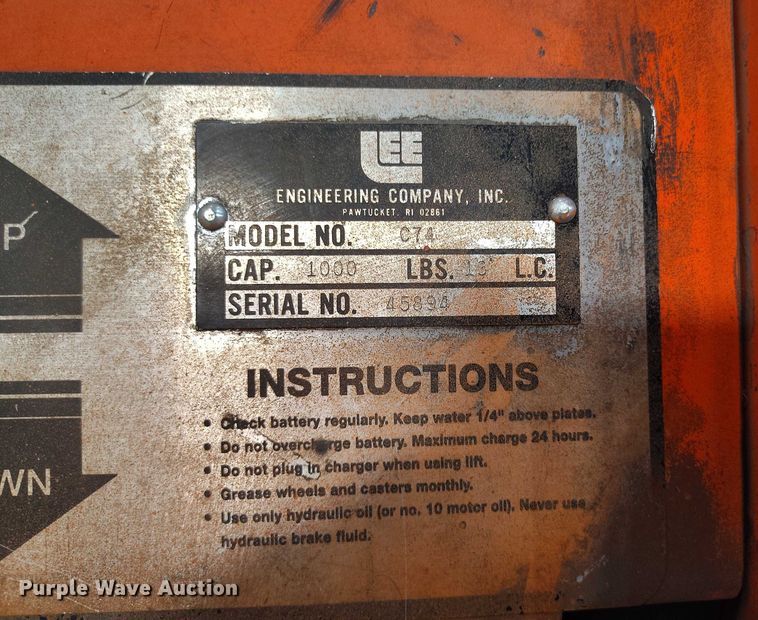 LEE
ENGINEERING COMPANY, INC.
PAWTUCKET, RI 02861
MODEL NO. C74
CAP. 1000 LBS. 13" L.C.
SERIAL NO. 45894
P
WN
INSTRUCTIONS
• Check battery regularly. Keep water 1/4" above plates.
• Do not overcharge battery. Maximum charge 24 hours.
• Do not plug in charger when using lift.
• Grease wheels and casters monthly.
• Use only hydraulic oil (or no. 10 motor oil). Never use
hydraulic brake fluid.
Purple Wave Auction